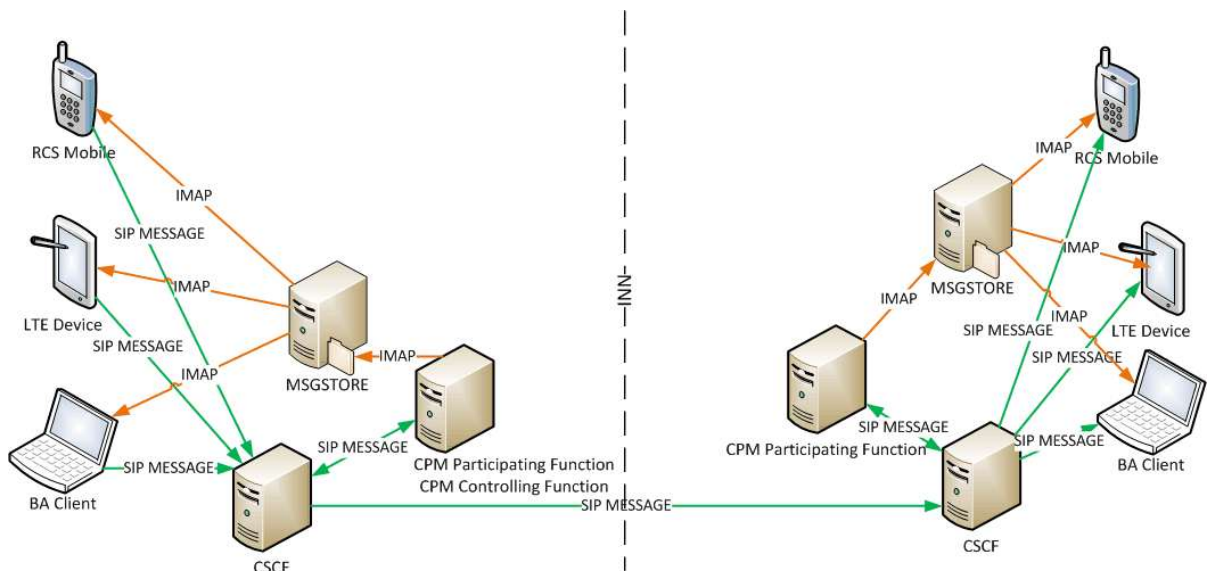 RCS Mobile
IMAP
SIP MESSAGE
IMAP
LTE Device
SIP MESSAGE
IMAP
MSGSTORE
IMAP
BA Client
SIP MESSAGE
SIP MESSAGE
CPM Participating Function
CPM Controlling Function
CSCF
SIP MESSAGE
NNI
RCS Mobile
IMAP
IMAP
MSGSTORE
IMAP
IMAP
LTE Device
SIP MESSAGE
SIP MESSAGE
CPM Participating Function
SIP MESSAGE
SIP MESSAGE
BA Client
CSCF